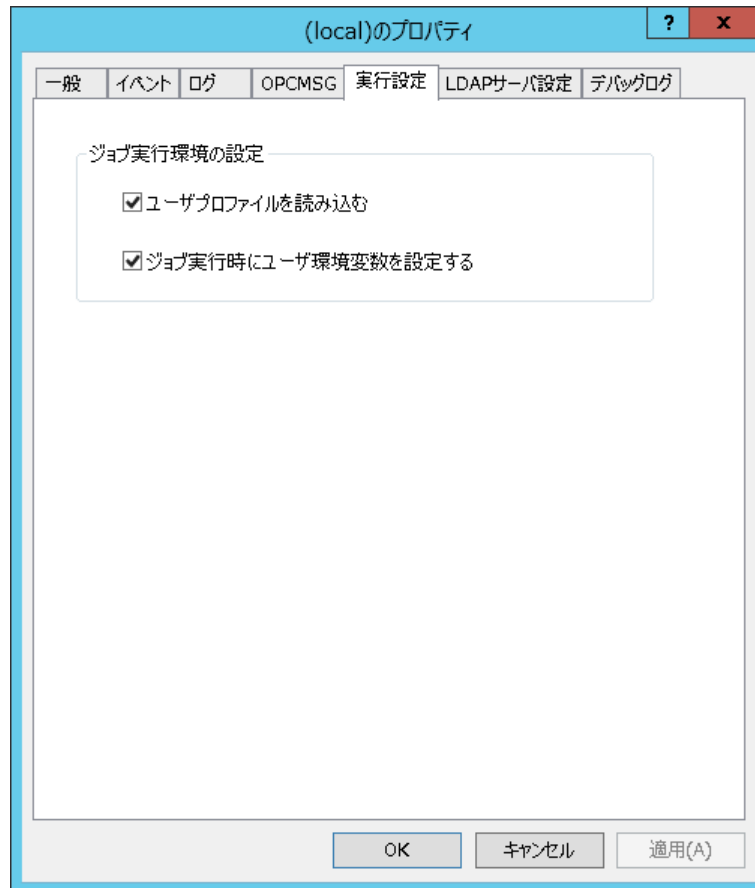 (local)のプロパティ ? x
一般 イベント ログ OPCMSG 実行設定 LDAPサーバ設定 デバッグログ
ジョブ実行環境の設定
ユーザプロファイルを読み込む
ジョブ実行時にユーザ環境変数を設定する
OK キャンセル 適用(A)